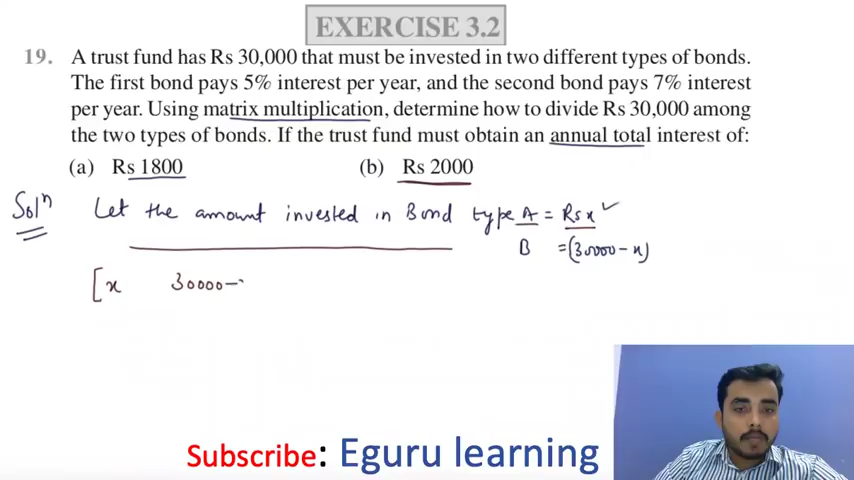 EXERCISE 3.2
19. A trust fund has Rs 30,000 that must be invested in two different types of bonds.
The first bond pays 5% interest per year, and the second bond pays 7% interest
per year. Using matrix multiplication, determine how to divide Rs 30,000 among
the two types of bonds. If the trust fund must obtain an annual total interest of:
(a) Rs 1800 (b) Rs 2000
Solⁿ Let the amount invested in Bond type A = Rs x ✓
B = (30000 - x)
[x 30000-
Subscribe: Eguru learning